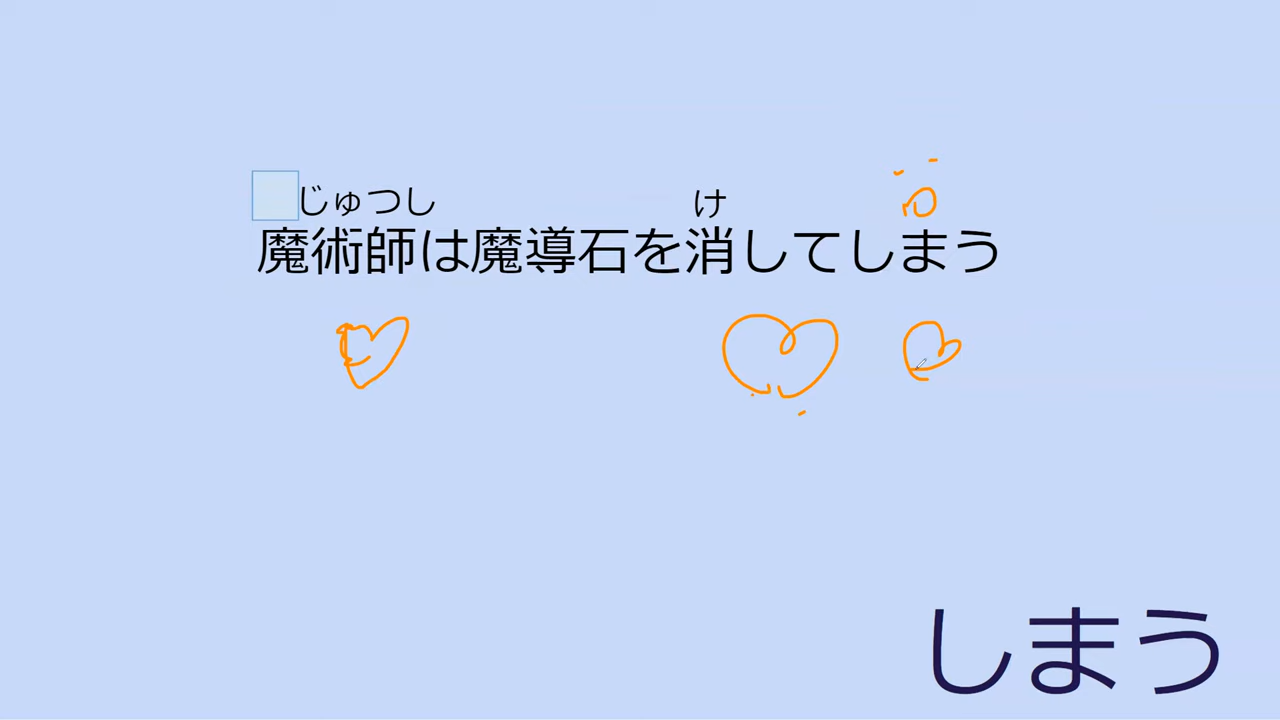 じゅつし け
魔術師は魔導石を消してしまう
しまう